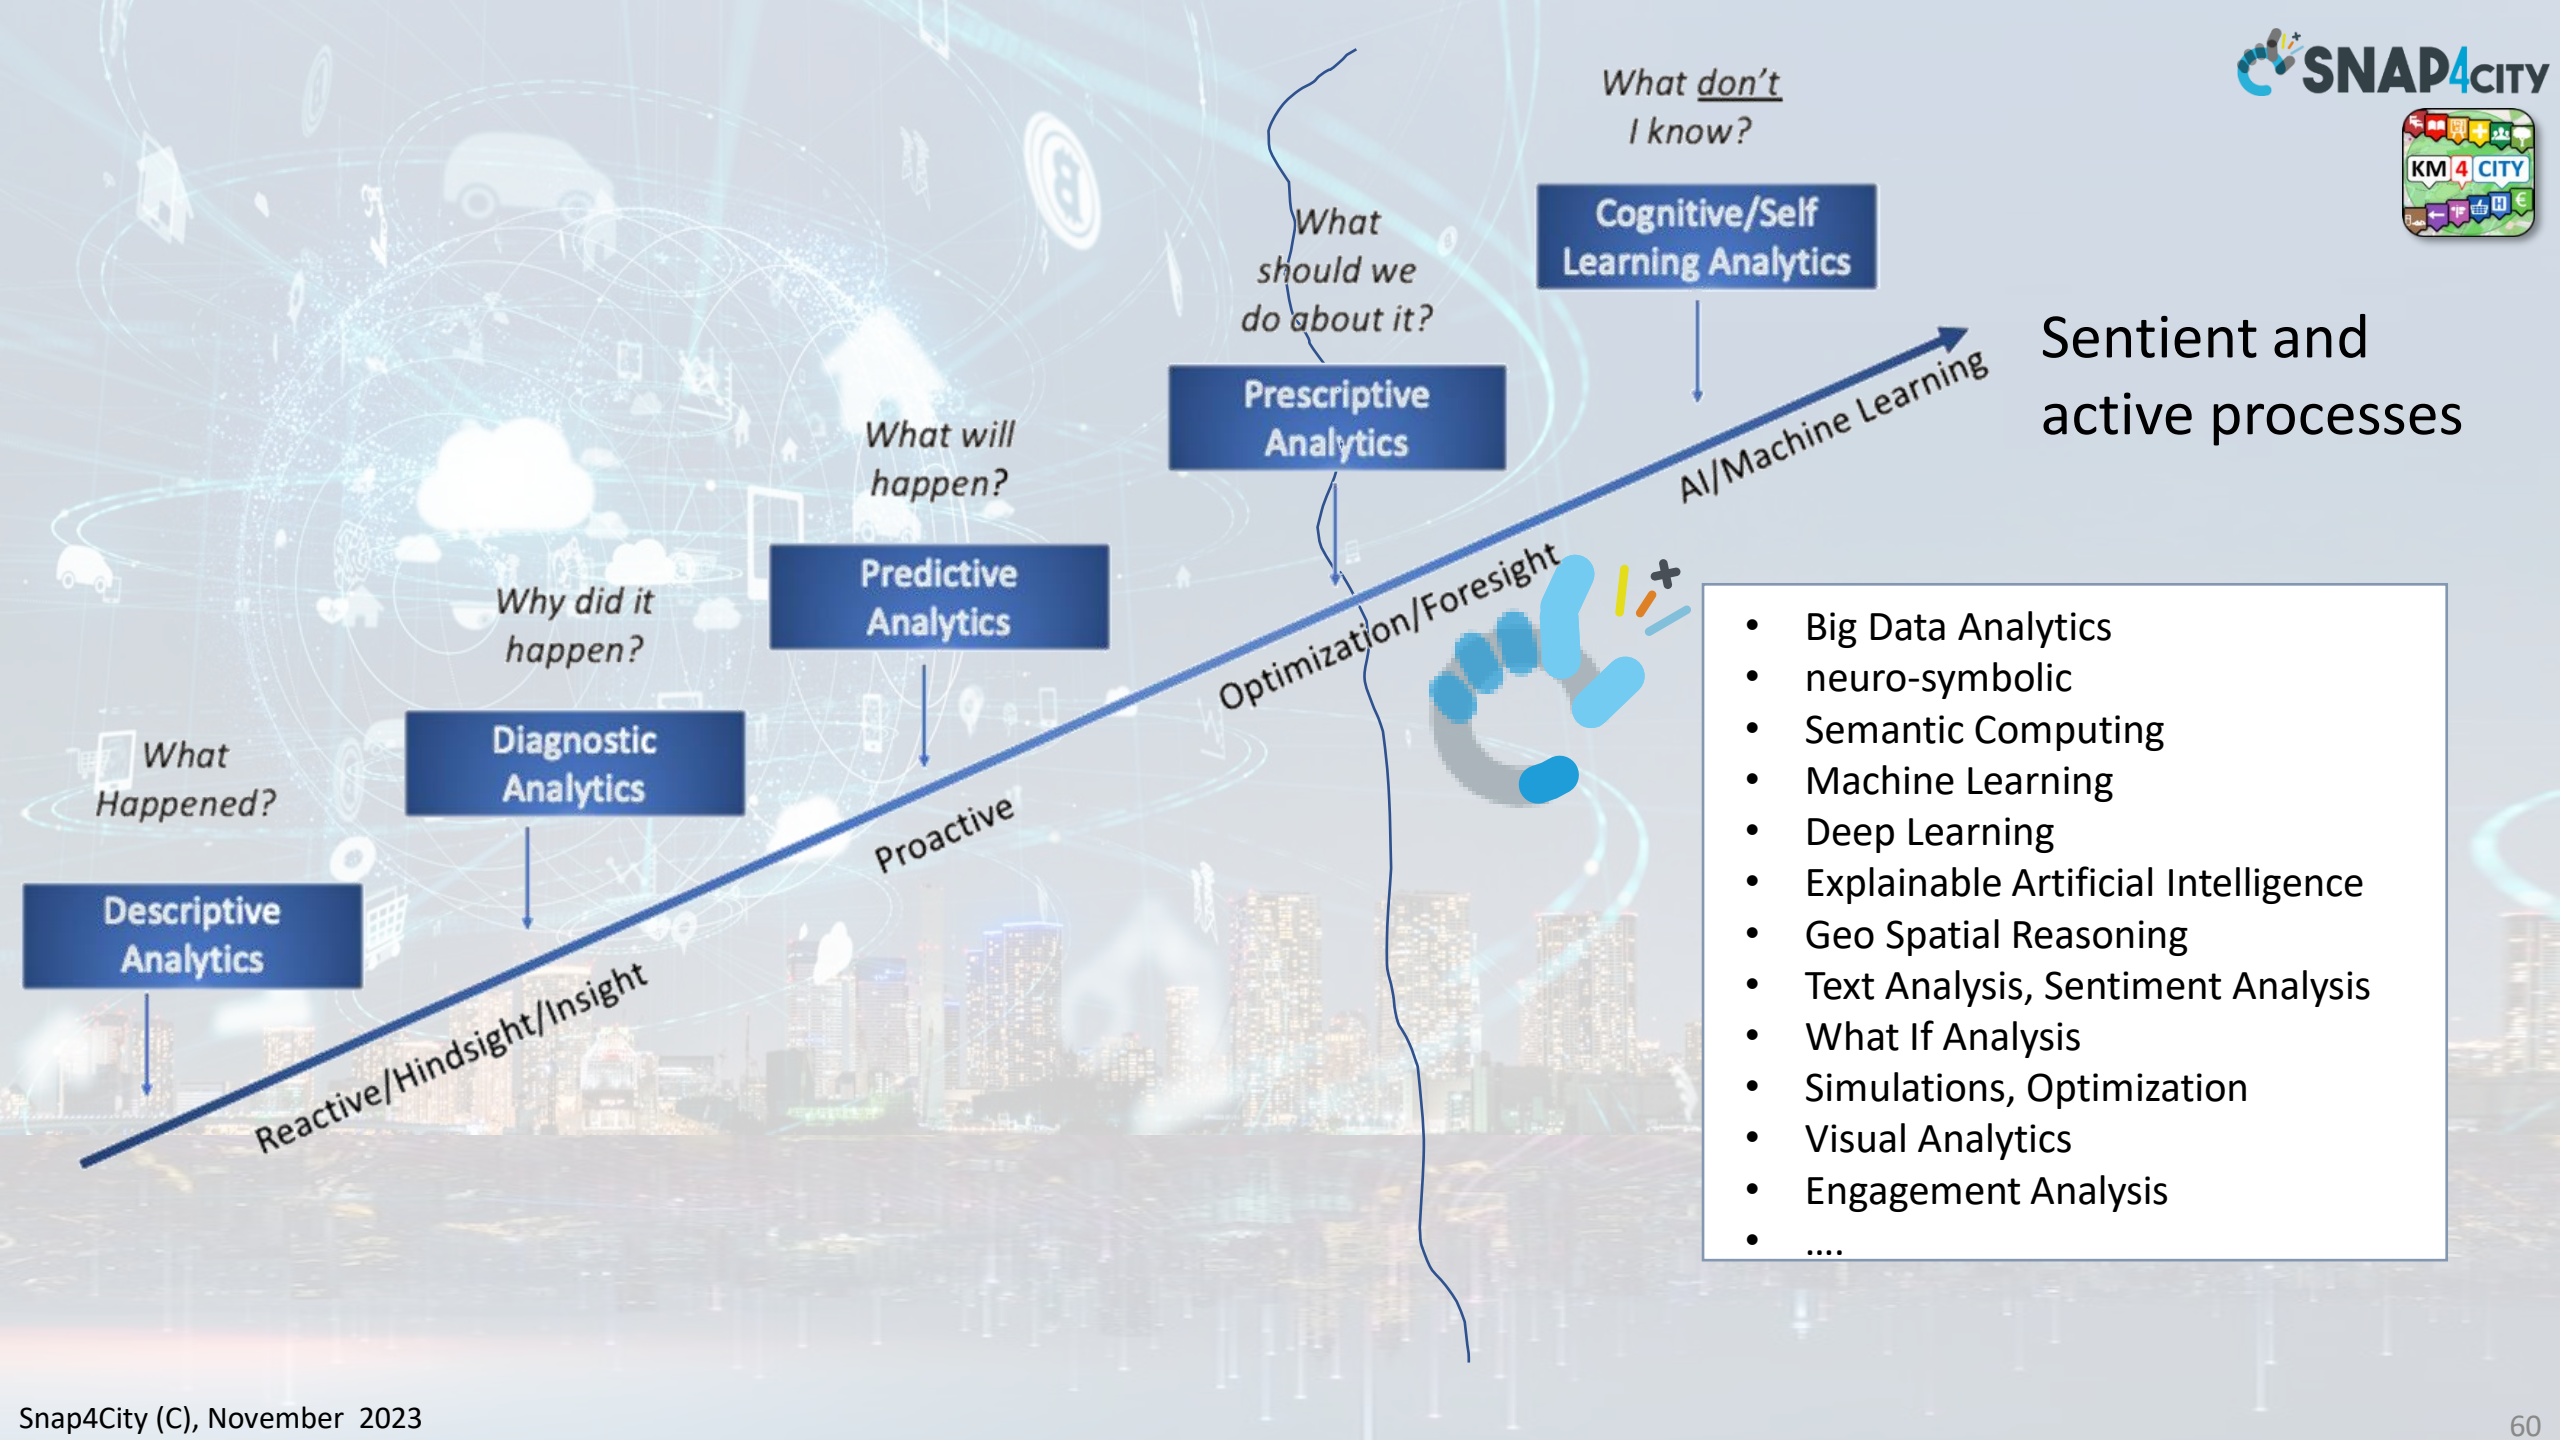 SNAP4CITY
KM 4 CITY
What don't
I know?
Cognitive/Self
Learning Analytics
What
should we
do about it?
Prescriptive
Analytics
What will
happen?
Predictive
Analytics
Why did it
happen?
Diagnostic
Analytics
What
Happened?
Descriptive
Analytics
Reactive/Hindsight/Insight
Proactive
Optimization/Foresight
AI/Machine Learning
Sentient and
active processes
• Big Data Analytics
• neuro-symbolic
• Semantic Computing
• Machine Learning
• Deep Learning
• Explainable Artificial Intelligence
• Geo Spatial Reasoning
• Text Analysis, Sentiment Analysis
• What If Analysis
• Simulations, Optimization
• Visual Analytics
• Engagement Analysis
• ....
Snap4City (C), November 2023
60